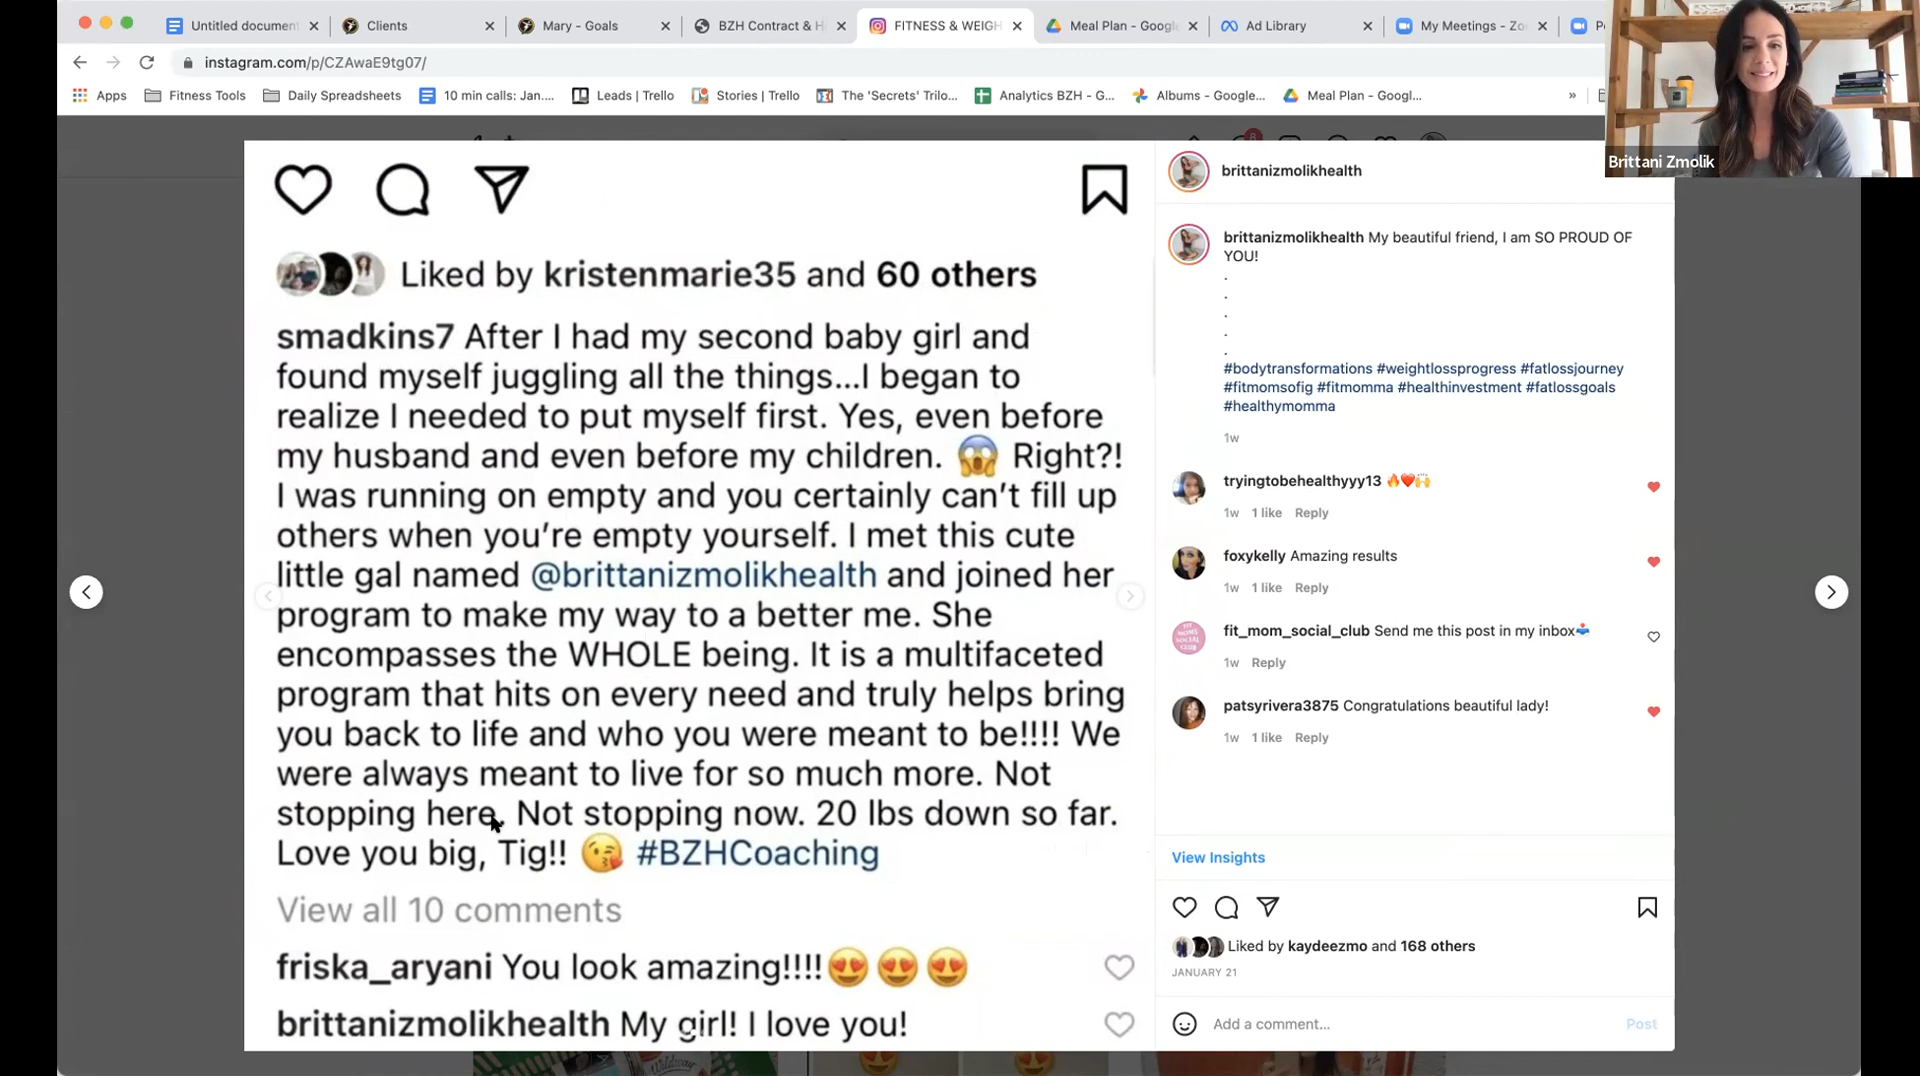 Untitled document
Clients
Mary - Goals
BZH Contract & H
FITNESS & WEIGH
Meal Plan - Google
Ad Library
My Meetings - Zo
instagram.com/p/CZAwaE9tg07/
Apps
Fitness Tools
Daily Spreadsheets
10 min calls: Jan....
Leads | Trello
Stories | Trello
The 'Secrets' Trilo...
Analytics BZH - G...
Albums - Google...
Meal Plan - Googl...
»
Brittani Zmolik
8
Liked by kristenmarie35 and 60 others
smadkins7 After I had my second baby girl and
found myself juggling all the things...I began to
realize I needed to put myself first. Yes, even before
my husband and even before my children. 😱 Right?!
I was running on empty and you certainly can't fill up
others when you're empty yourself. I met this cute
little gal named @brittanizmolikhealth and joined her
program to make my way to a better me. She
encompasses the WHOLE being. It is a multifaceted
program that hits on every need and truly helps bring
you back to life and who you were meant to be!!!! We
were always meant to live for so much more. Not
stopping here. Not stopping now. 20 lbs down so far.
Love you big, Tig!! 😘 #BZHCoaching
View all 10 comments
friska_aryani You look amazing!!!!😍😍😍
brittanizmolikhealth My girl! I love you!
brittanizmolikhealth
brittanizmolikhealth My beautiful friend, I am SO PROUD OF
YOU!
.
.
.
.
.
#bodytransformations #weightlossprogress #fatlossjourney
#fitmomsofig #fitmomma #healthinvestment #fatlossgoals
#healthymomma
1w
tryingtobehealthyyy13 🔥❤️🙌
1w 1 like Reply
foxykelly Amazing results
1w 1 like Reply
FIT MOMS SOCIAL CLUB
fit_mom_social_club Send me this post in my inbox📥
1w Reply
patsyrivera3875 Congratulations beautiful lady!
1w 1 like Reply
View Insights
Liked by kaydeezmo and 168 others
JANUARY 21
Add a comment...
Post